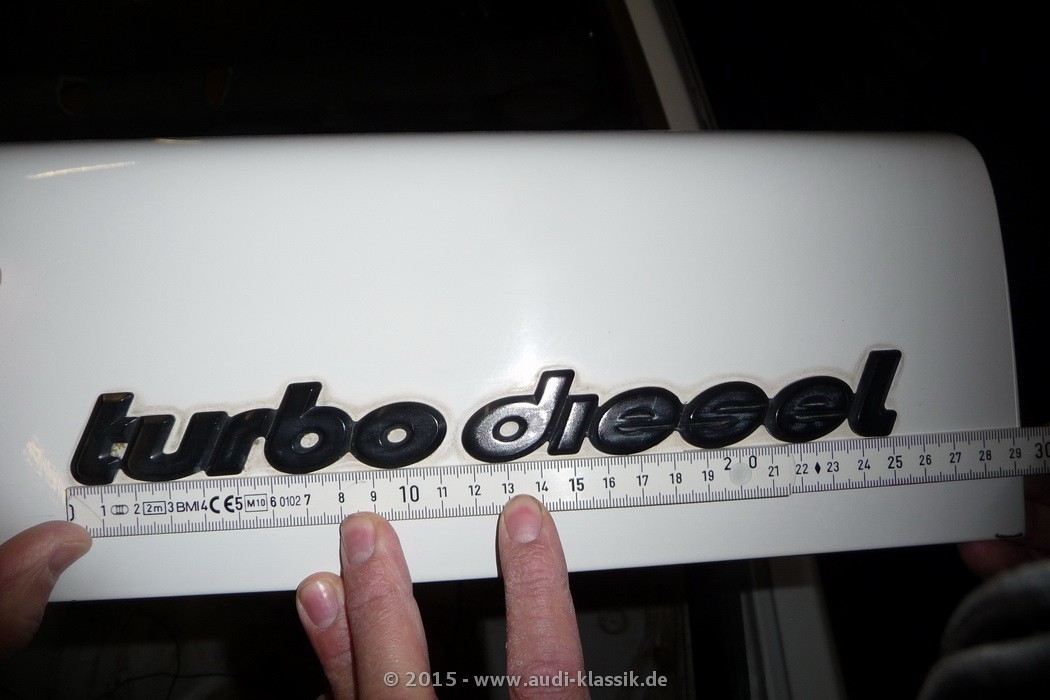 turbo diesel
1 2 2m 3 BMI 4 CE 5 M10 6 0102 7 8 9 10 11 12 13 14 15 16 17 18 19 20 21 22 ♦ 23 24 25 26 27 28 29 30
© 2015 - www.audi-klassik.de